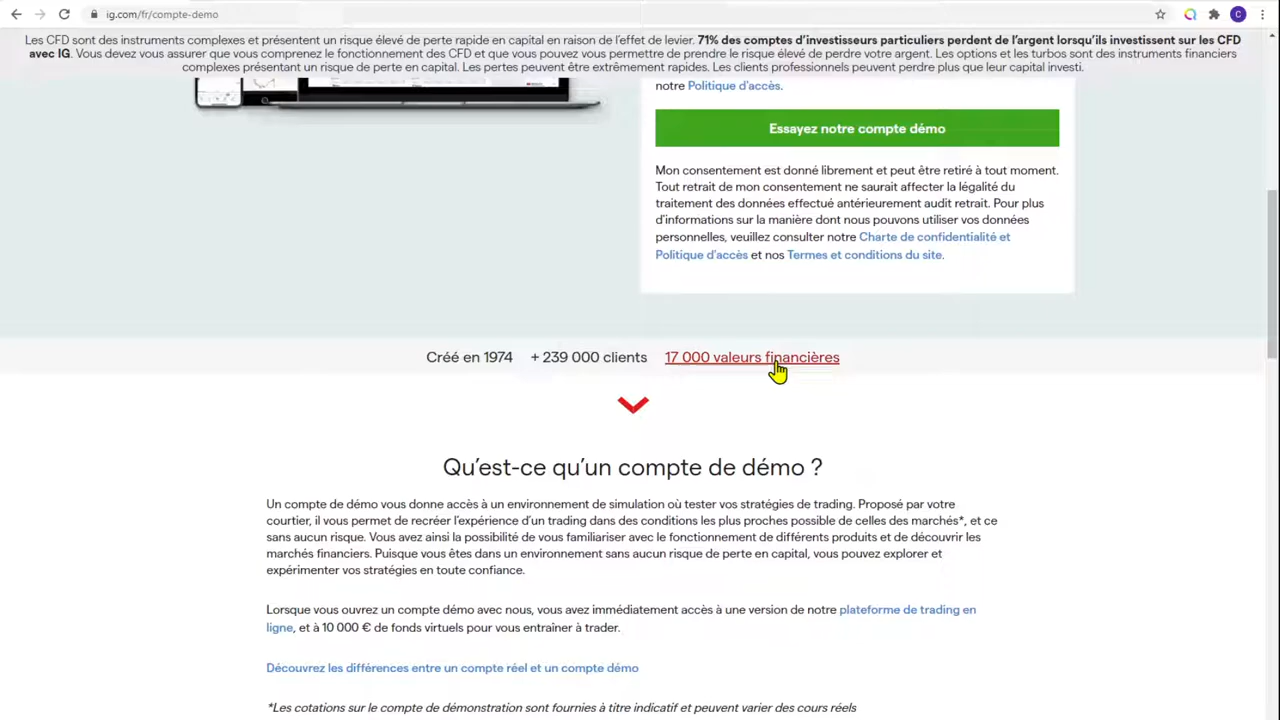 ig.com/fr/compte-demo
C
Les CFD sont des instruments complexes et présentent un risque élevé de perte rapide en capital en raison de l'effet de levier. 71% des comptes d'investisseurs particuliers perdent de l'argent lorsqu'ils investissent sur les CFD
avec IG. Vous devez vous assurer que vous comprenez le fonctionnement des CFD et que vous pouvez vous permettre de prendre le risque élevé de perdre votre argent. Les options et les turbos sont des instruments financiers
complexes présentant un risque de perte en capital. Les pertes peuvent être extrêmement rapides. Les clients professionnels peuvent perdre plus que leur capital investi.
notre Politique d'accès.
Essayez notre compte démo
Mon consentement est donné librement et peut être retiré à tout moment.
Tout retrait de mon consentement ne saurait affecter la légalité du
traitement des données effectué antérieurement audit retrait. Pour plus
d'informations sur la manière dont nous pouvons utiliser vos données
personnelles, veuillez consulter notre Charte de confidentialité et
Politique d'accès et nos Termes et conditions du site.
Créé en 1974 + 239 000 clients 17 000 valeurs financières
Qu'est-ce qu'un compte de démo ?
Un compte de démo vous donne accès à un environnement de simulation où tester vos stratégies de trading. Proposé par votre
courtier, il vous permet de recréer l'expérience d'un trading dans des conditions les plus proches possible de celles des marchés*, et ce
sans aucun risque. Vous avez ainsi la possibilité de vous familiariser avec le fonctionnement de différents produits et de découvrir les
marchés financiers. Puisque vous êtes dans un environnement sans aucun risque de perte en capital, vous pouvez explorer et
expérimenter vos stratégies en toute confiance.
Lorsque vous ouvrez un compte démo avec nous, vous avez immédiatement accès à une version de notre plateforme de trading en
ligne, et à 10 000 € de fonds virtuels pour vous entraîner à trader.
Découvrez les différences entre un compte réel et un compte démo
*Les cotations sur le compte de démonstration sont fournies à titre indicatif et peuvent varier des cours réels